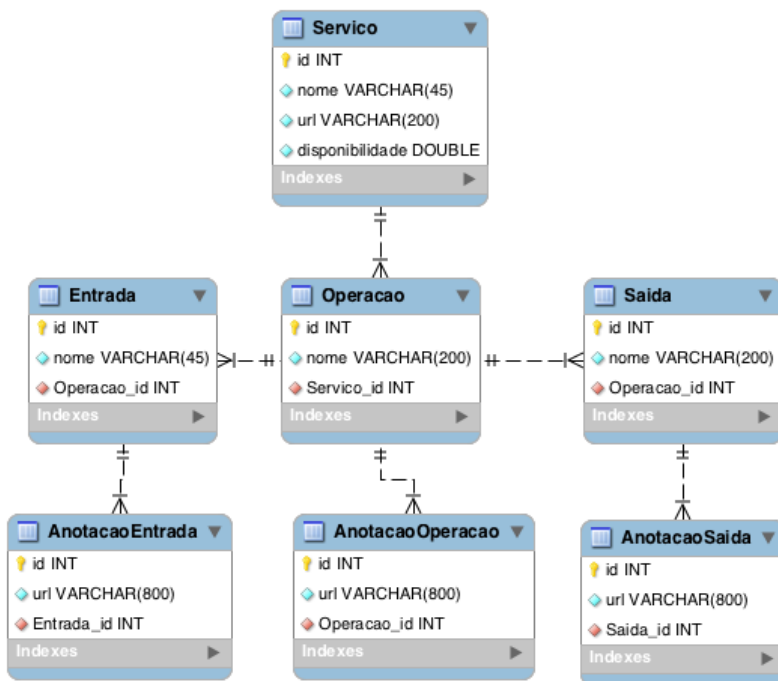 Servico
id INT
nome VARCHAR(45)
url VARCHAR(200)
disponibilidade DOUBLE
Indexes
Entrada
id INT
nome VARCHAR(45)
Operacao_id INT
Indexes
Operacao
id INT
nome VARCHAR(200)
Servico_id INT
Indexes
Saida
id INT
nome VARCHAR(200)
Operacao_id INT
Indexes
AnotacaoEntrada
id INT
url VARCHAR(800)
Entrada_id INT
Indexes
AnotacaoOperacao
id INT
url VARCHAR(800)
Operacao_id INT
Indexes
AnotacaoSaida
id INT
url VARCHAR(800)
Saida_id INT
Indexes